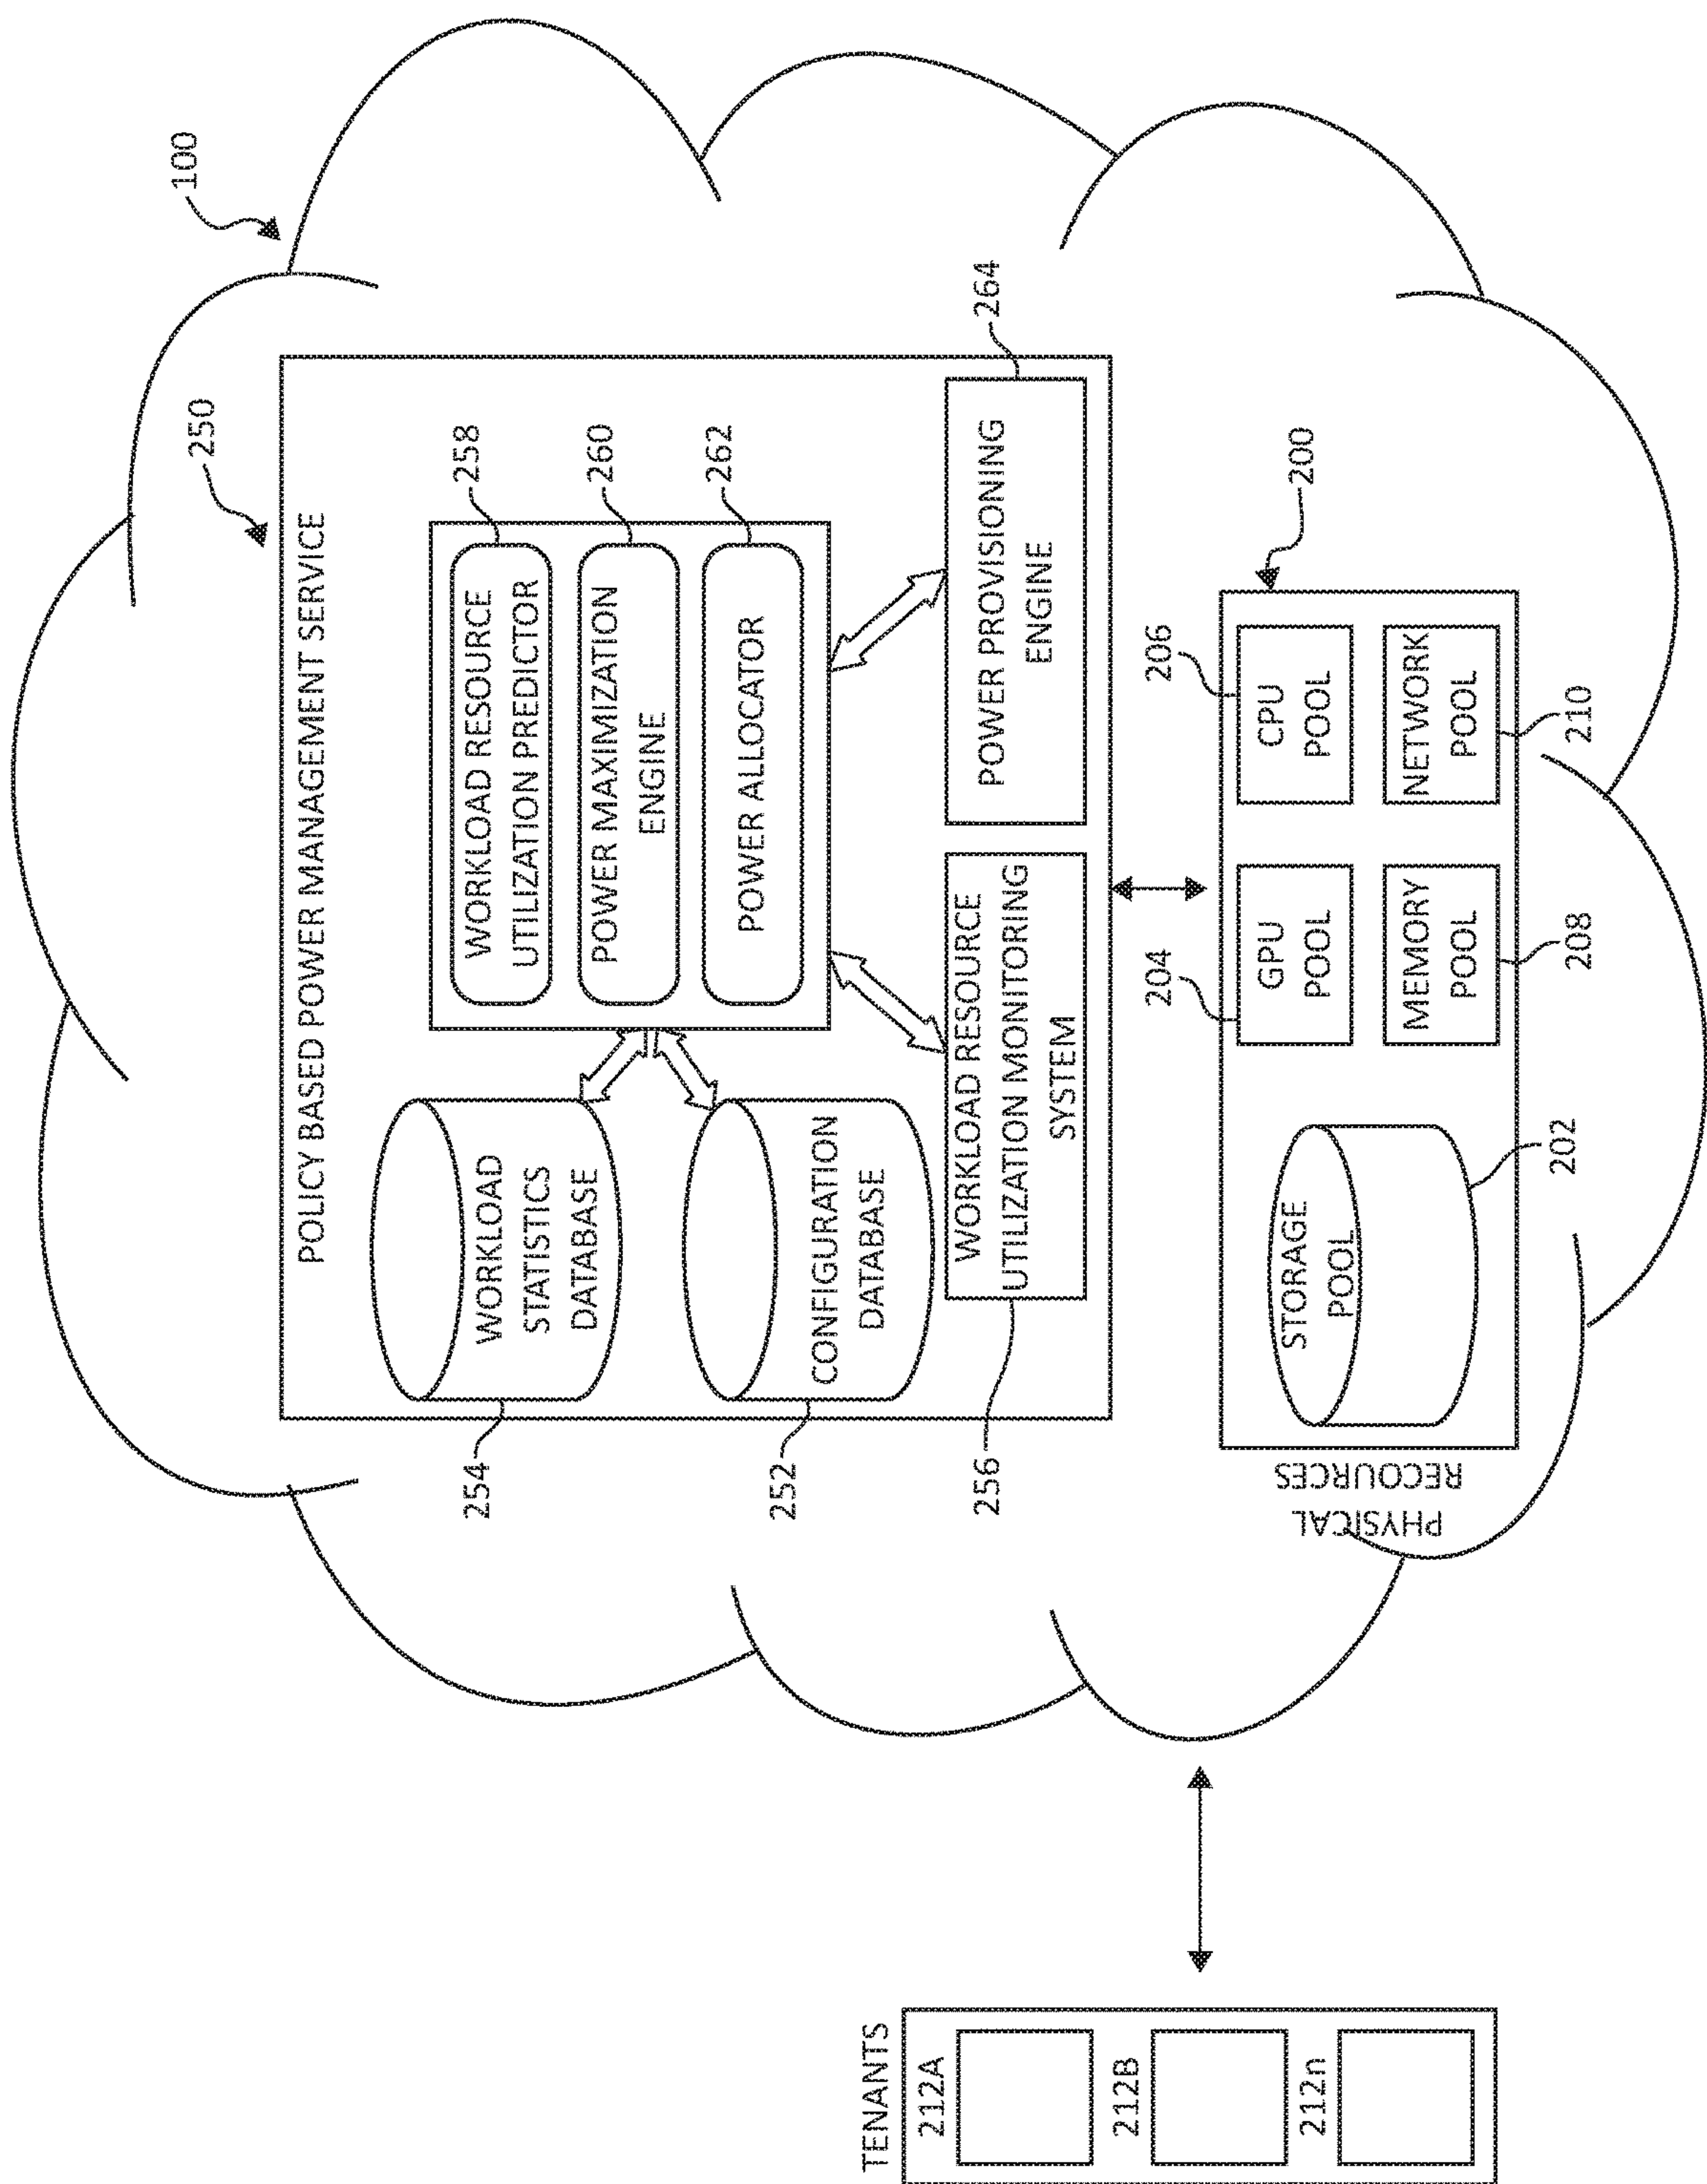 100
250
POLICY BASED POWER MANAGEMENT SERVICE
254
WORKLOAD
STATISTICS
DATABASE
252
CONFIGURATION
DATABASE
WORKLOAD RESOURCE
UTILIZATION PREDICTOR
258
POWER MAXIMIZATION
ENGINE
260
POWER ALLOCATOR
262
256
WORKLOAD RESOURCE
UTILIZATION MONITORING
SYSTEM
POWER PROVISIONING
ENGINE
264
TENANTS
212A
212B
212n
PHYSICAL
RECOURCES
200
STORAGE
POOL
202
204
GPU
POOL
206
CPU
POOL
MEMORY
POOL
208
NETWORK
POOL
210